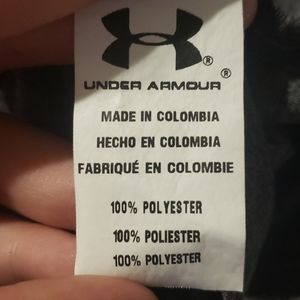 ® ®
UNDER ARMOUR
MADE IN COLOMBIA
HECHO EN COLOMBIA
FABRIQUÉ EN COLOMBIE
100% POLYESTER
100% POLIESTER
100% POLYESTER